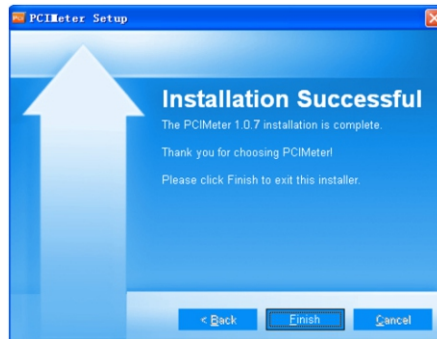 PCIMeter Setup
Installation Successful
The PCIMeter 1.0.7 installation is complete.
Thank you for choosing PCIMeter!
Please click Finish to exit this installer.
< Back
Finish
Cancel